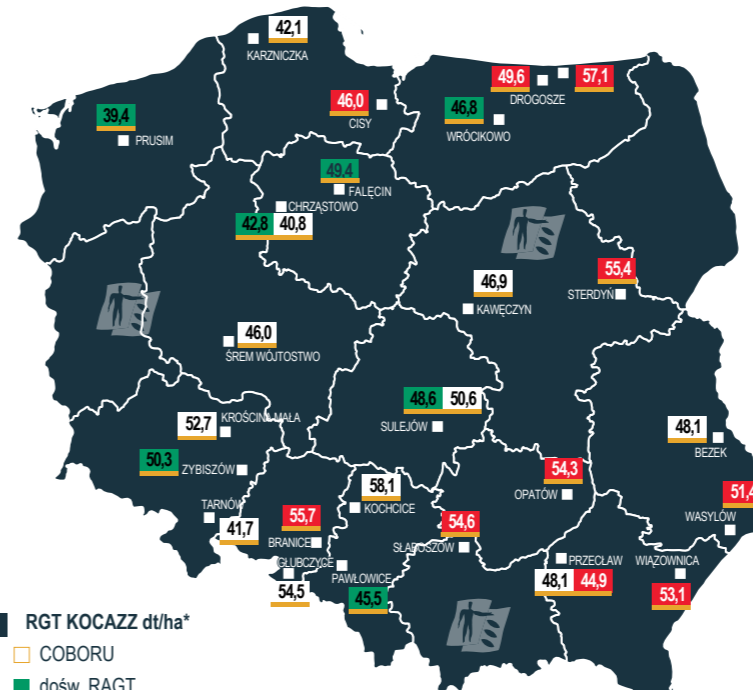 42,1
KARZNICZKA
46,0
CISY
49,6
57,1
DROGOSZE
46,8
WRÓCIKOWO
39,4
PRUSIM
49,4
FALĘCIN
CHRZĄSTOWO
42,8 40,8
55,4
STERDYŃ
46,9
KAWĘCZYN
46,0
ŚREM WÓJTOSTWO
48,6 50,6
SULEJÓW
52,7
KROŚCINA MAŁA
48,1
BEZEK
50,3
ZYBISZÓW
54,3
OPATÓW
51,4
WASYLÓW
58,1
KOCHCICE
TARNÓW
41,7
55,7
BRANICE
54,6
SŁABOSZÓW
GŁUBCZYCE
54,5
PAWŁOWICE
45,5
PRZECŁAW
48,1 44,9
WIĄZOWNICA
53,1
RGT KOCAZZ dt/ha*
COBORU
dośw. RAGT